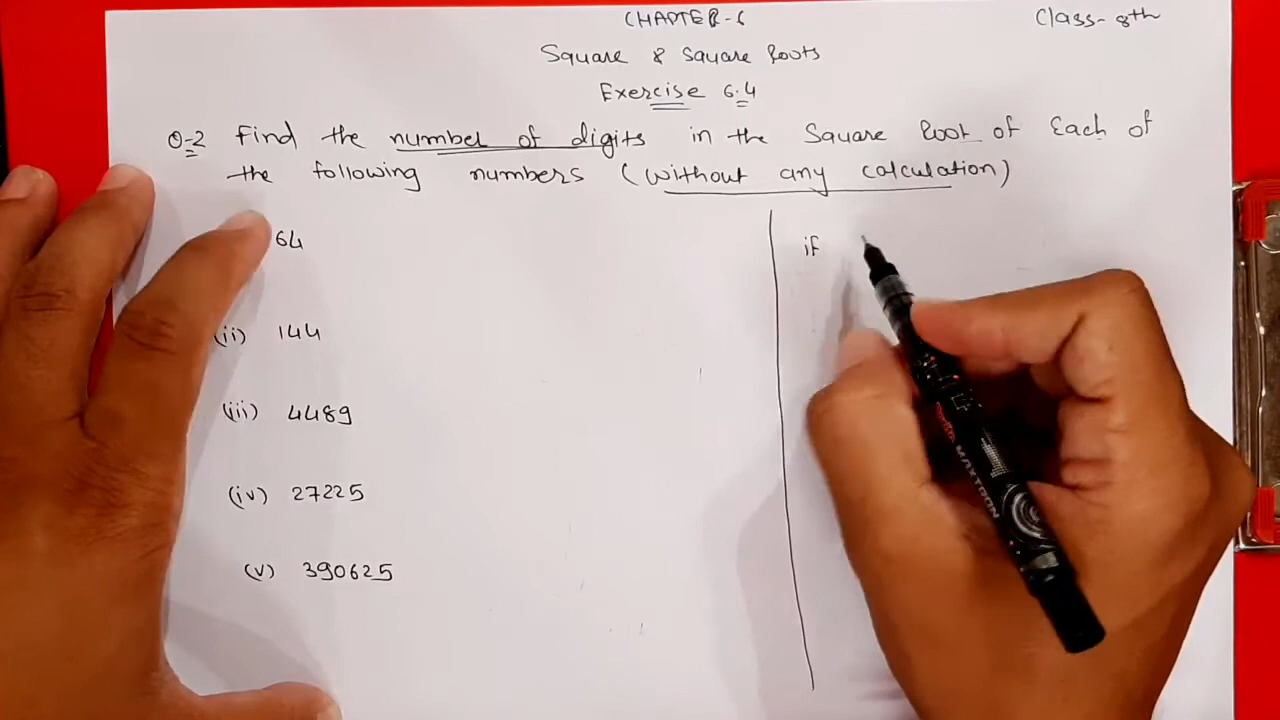 CHAPTER-6
Class-8th
Square & Square Roots
Exercise 6.4
Q-2 Find the number of digits in the Square Root of Each of
the following numbers (without any calculation)
64
if
(ii) 144
(iii) 4489
(iv) 27225
(v) 390625
MAXTRON